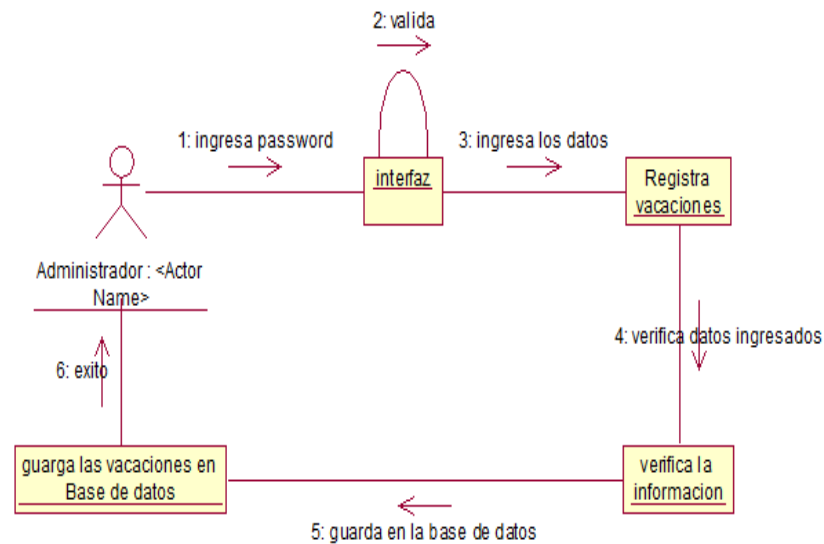 2: valida
1: ingresa password
3: ingresa los datos
interfaz
Registra
vacaciones
Administrador : <Actor
Name>
4: verifica datos ingresados
6: exito
guarga las vacaciones en
Base de datos
verifica la
informacion
5: guarda en la base de datos